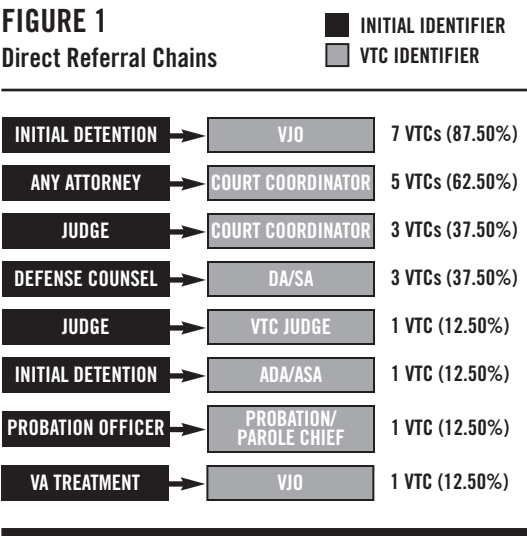 FIGURE 1
Direct Referral Chains
INITIAL IDENTIFIER
VTC IDENTIFIER
INITIAL DETENTION VJO 7 VTCs (87.50%)
ANY ATTORNEY COURT COORDINATOR 5 VTCs (62.50%)
JUDGE COURT COORDINATOR 3 VTCs (37.50%)
DEFENSE COUNSEL DA/SA 3 VTCs (37.50%)
JUDGE VTC JUDGE 1 VTC (12.50%)
INITIAL DETENTION ADA/ASA 1 VTC (12.50%)
PROBATION OFFICER PROBATION/
PAROLE CHIEF 1 VTC (12.50%)
VA TREATMENT VJO 1 VTC (12.50%)